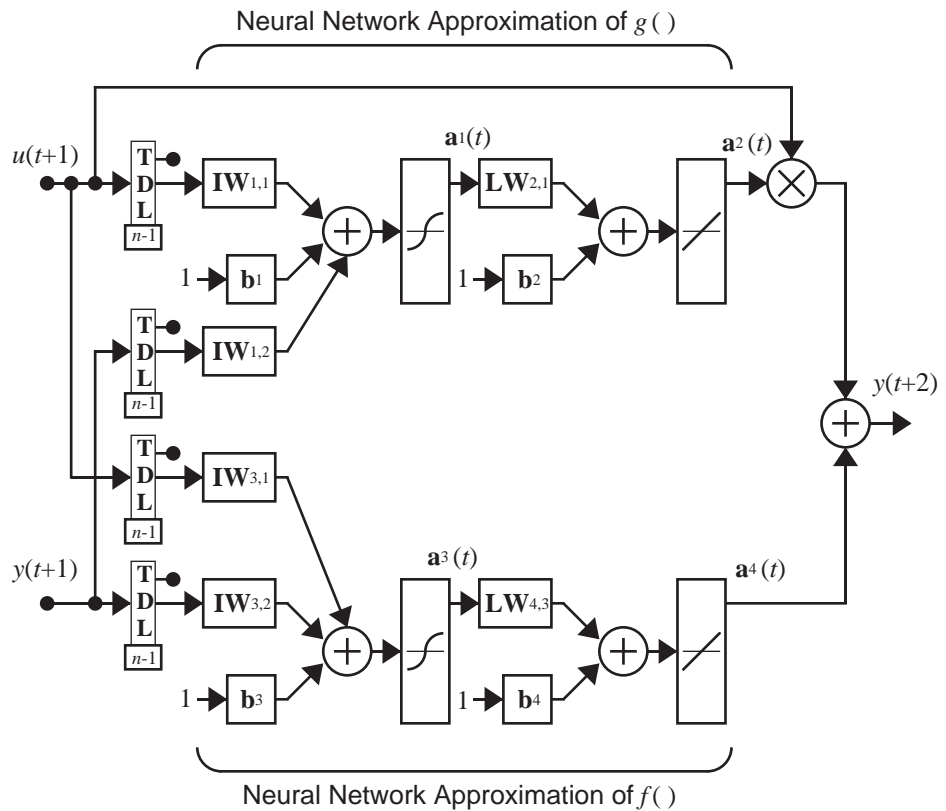 Neural Network Approximation of g ( )
u(t+1)
T
D
L
n-1
IW1,1
1
b1
a1(t)
LW2,1
1
b2
a2 (t)
T
D
L
n-1
IW1,2
y(t+2)
T
D
L
n-1
IW3,1
y(t+1)
T
D
L
n-1
IW3,2
1
b3
a3 (t)
LW4,3
1
b4
a4 (t)
Neural Network Approximation of f ( )